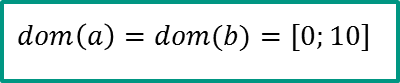 dom(a) = dom(b) = [0; 10]